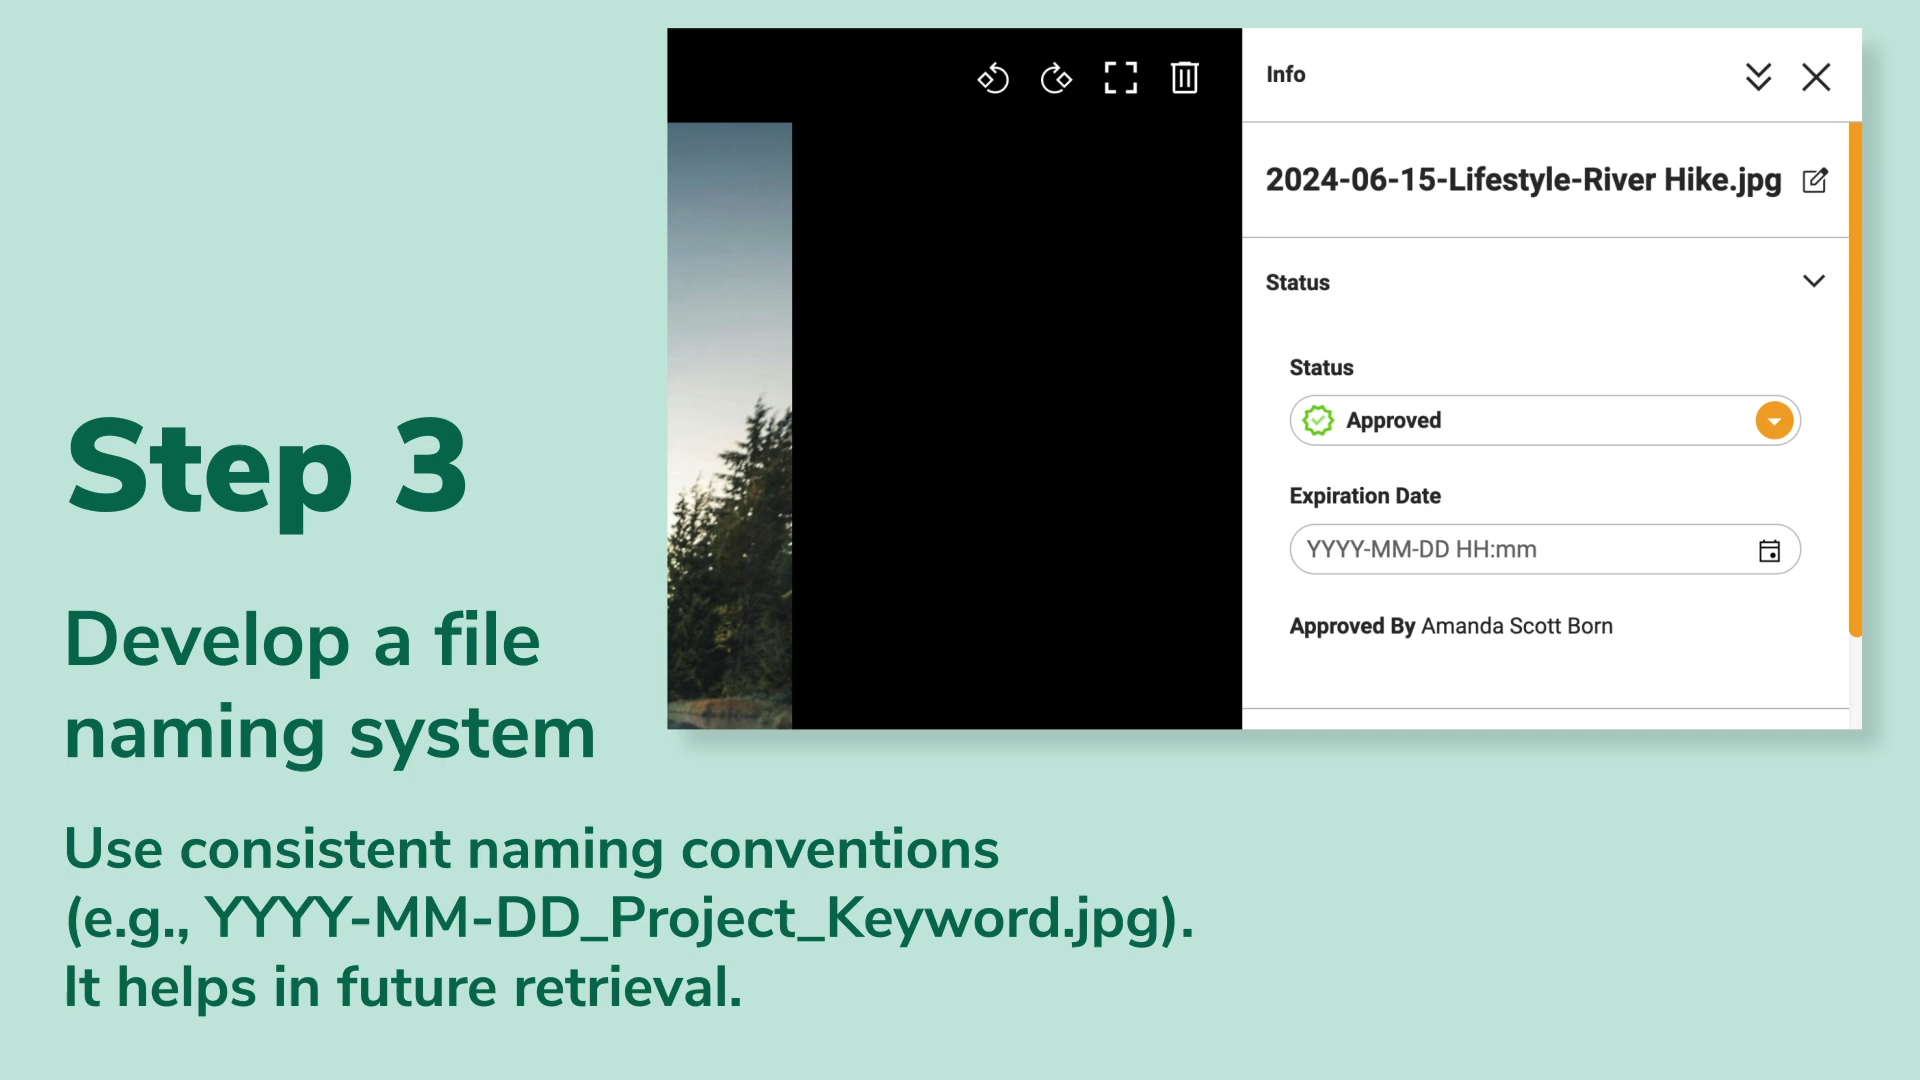 Step 3
Develop a file
naming system
Use consistent naming conventions
(e.g., YYYY-MM-DD_Project_Keyword.jpg).
It helps in future retrieval.
Info
2024-06-15-Lifestyle-River Hike.jpg
Status
Status
Approved
Expiration Date
YYYY-MM-DD HH:mm
Approved By Amanda Scott Born